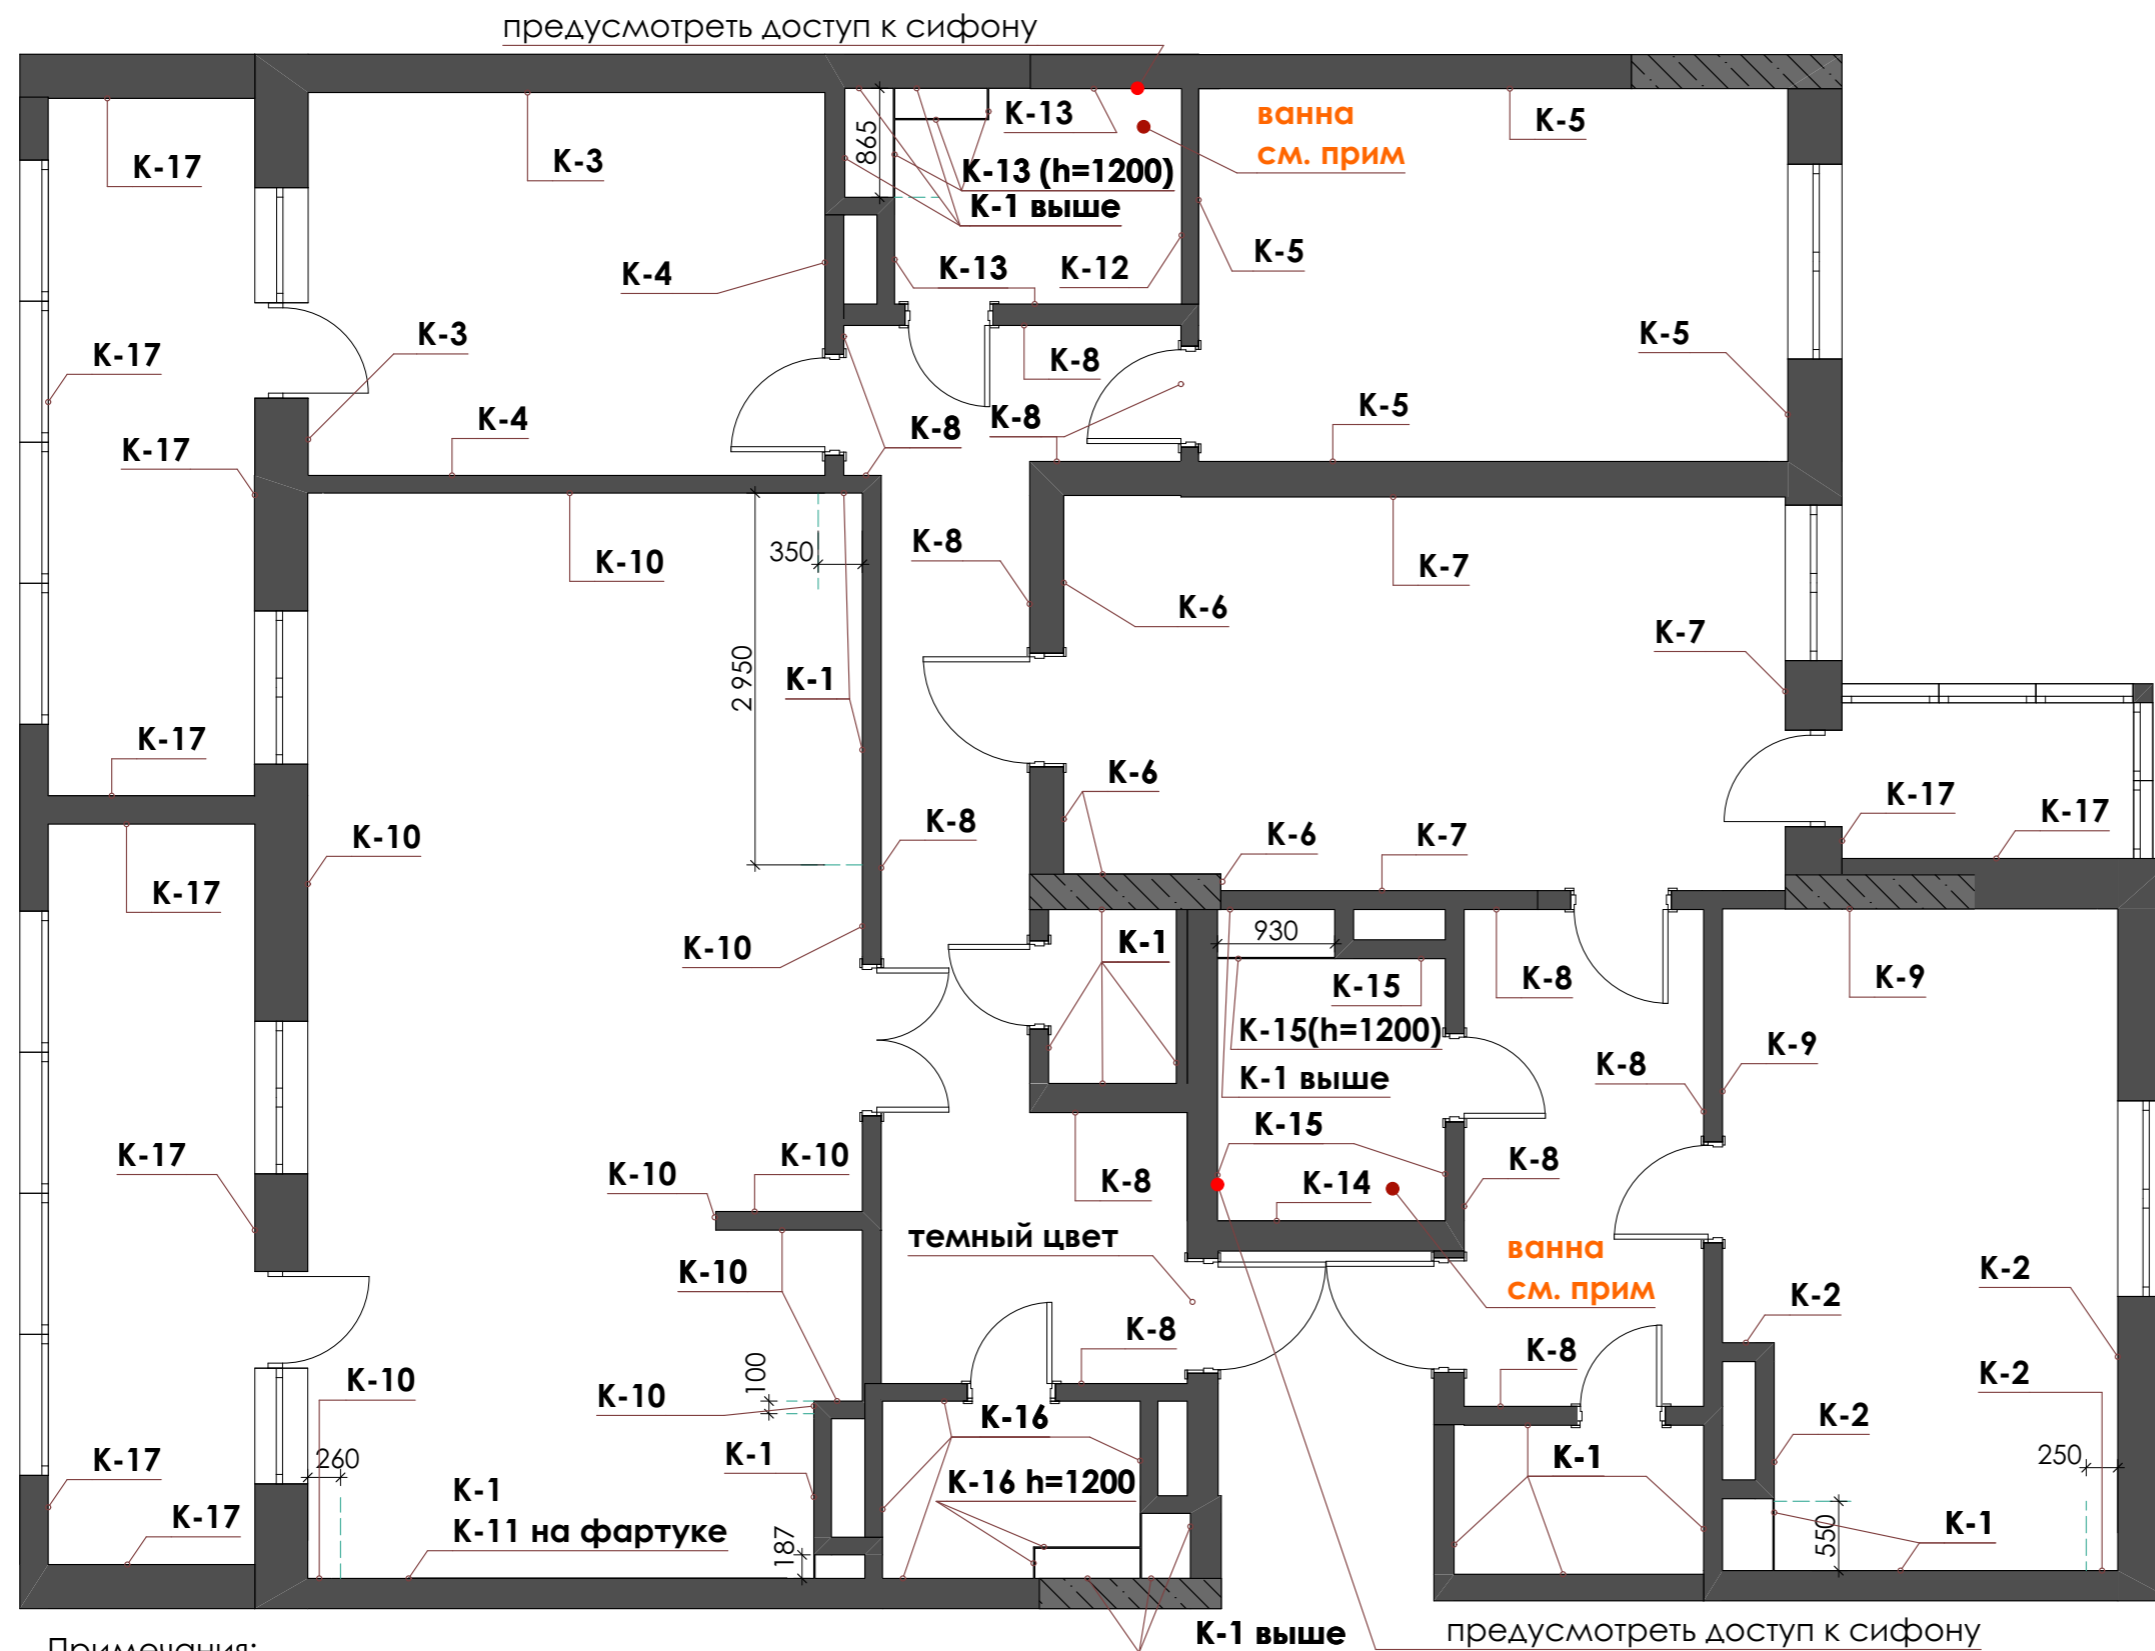 предусмотреть доступ к сифону
К-17
К-3
865
К-13
К-13 (h=1200)
К-1 выше
ванна
см. прим
К-5
К-4
К-13
К-12
К-5
К-3
К-17
К-8
К-5
К-4
К-17
К-8
К-8
К-5
350
К-10
К-8
К-7
К-6
К-7
2 950
К-1
К-17
К-6
К-17
К-17
К-10
К-8
К-6
К-7
К-17
К-10
930
К-1
К-15
К-8
К-9
К-15(h=1200)
К-9
К-1 выше
К-8
К-15
К-17
К-10
К-10
К-8
К-14
К-8
темный цвет
ванна
см. прим
К-10
К-2
К-2
К-8
К-8
К-10
100
К-10
К-16
К-2
К-2
260
К-17
К-1
К-1
К-16 h=1200
К-1
250
К-17
К-11 на фартуке
187
550
К-1
К-1 выше
предусмотреть доступ к сифону
Примечания: